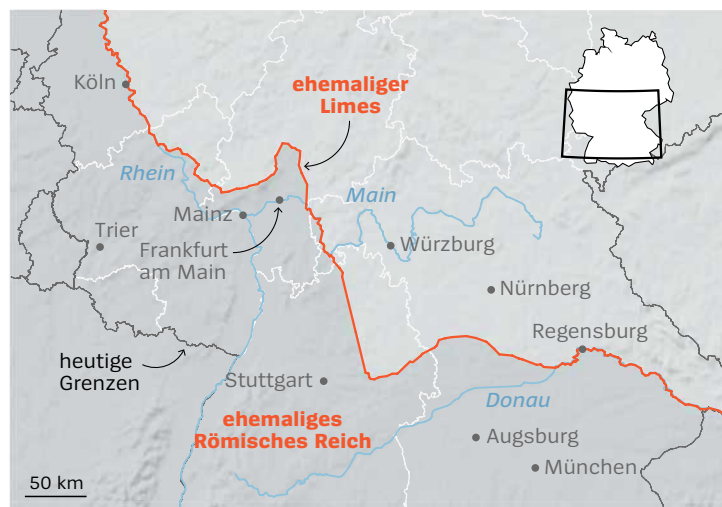 Köln
ehemaliger
Limes
Rhein
Main
Mainz
Trier
Frankfurt
am Main
Würzburg
Nürnberg
Regensburg
heutige
Grenzen
Stuttgart
Donau
ehemaliges
Römisches Reich
Augsburg
München
50 km